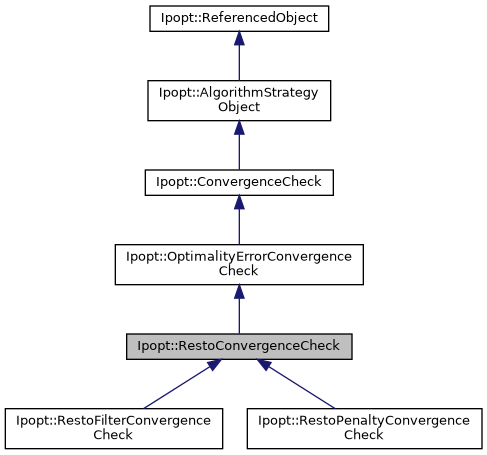 Ipopt::ReferencedObject
Ipopt::AlgorithmStrategy
Object
Ipopt::ConvergenceCheck
Ipopt::OptimalityErrorConvergence
Check
Ipopt::RestoConvergenceCheck
Ipopt::RestoFilterConvergence
Check
Ipopt::RestoPenaltyConvergence
Check